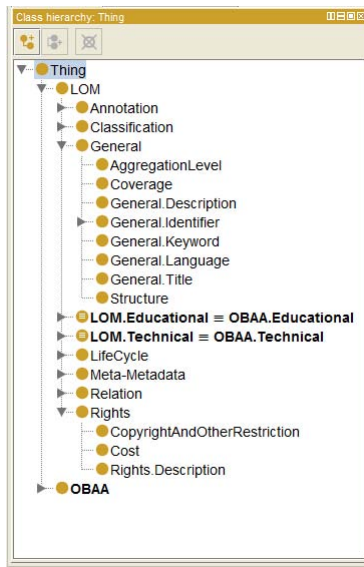 Class hierarchy: Thing
Thing
LOM
Annotation
Classification
General
AggregationLevel
Coverage
General.Description
General.Identifier
General.Keyword
General.Language
General.Title
Structure
LOM.Educational ≡ OBAA.Educational
LOM.Technical ≡ OBAA.Technical
LifeCycle
Meta-Metadata
Relation
Rights
CopyrightAndOtherRestriction
Cost
Rights.Description
OBAA